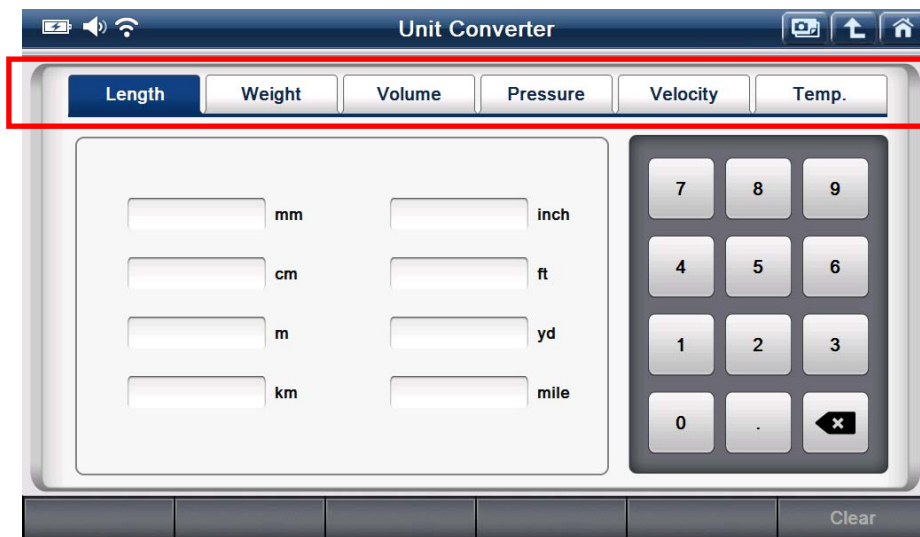 Unit Converter
Length Weight Volume Pressure Velocity Temp.
mm inch 7 8 9
cm ft 4 5 6
m yd 1 2 3
km mile 0 .
Clear